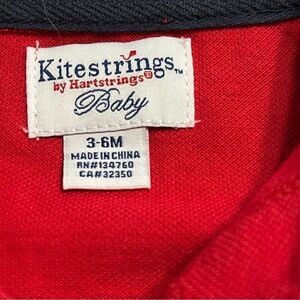 Kitestrings™
by Hartstrings®
Baby
3-6M
MADE IN CHINA
RN#134760
CA#32350